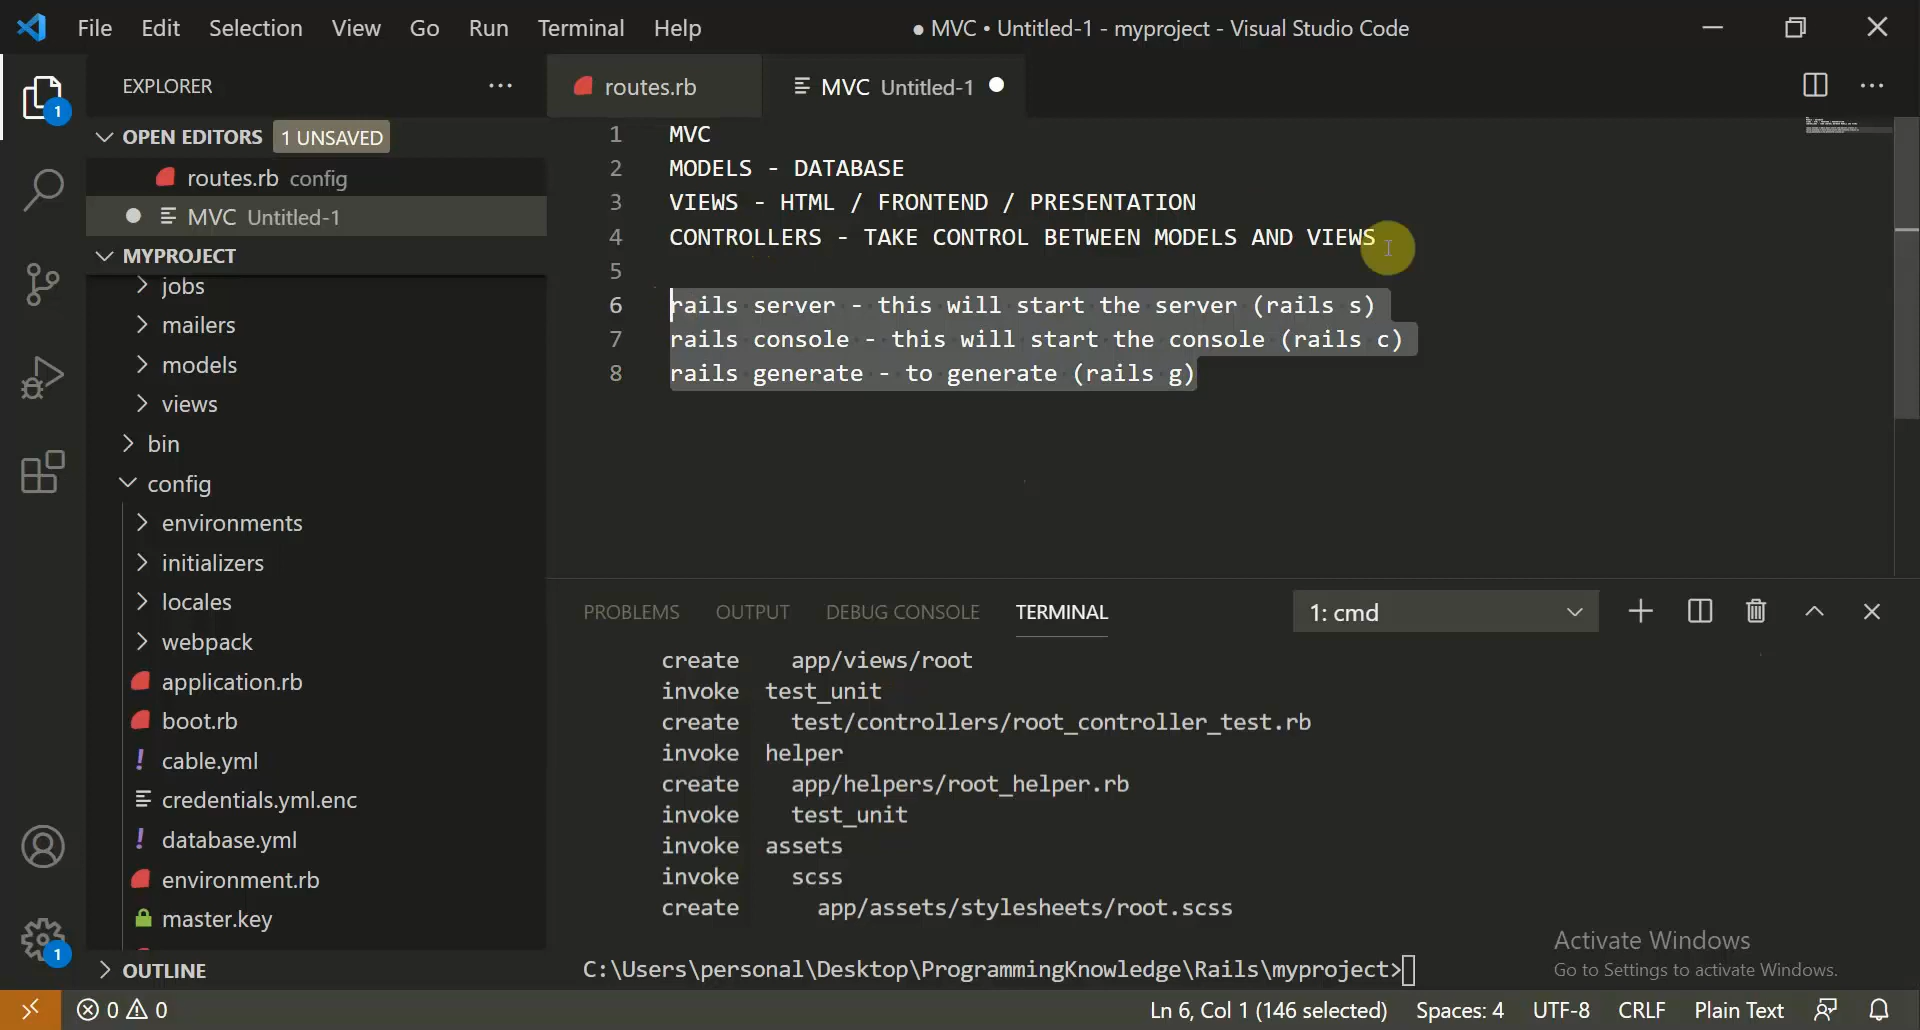 File Edit Selection View Go Run Terminal Help
● MVC • Untitled-1 - myproject - Visual Studio Code
EXPLORER
1
OPEN EDITORS 1 UNSAVED
routes.rb config
MVC Untitled-1
MYPROJECT
jobs
mailers
models
views
bin
config
environments
initializers
locales
webpack
application.rb
boot.rb
! cable.yml
credentials.yml.enc
! database.yml
environment.rb
master.key
OUTLINE
1
routes.rb
MVC Untitled-1
1 MVC
2 MODELS - DATABASE
3 VIEWS - HTML / FRONTEND / PRESENTATION
4 CONTROLLERS - TAKE CONTROL BETWEEN MODELS AND VIEWS
5
6 rails server - this will start the server (rails s)
7 rails console - this will start the console (rails c)
8 rails generate - to generate (rails g)
PROBLEMS OUTPUT DEBUG CONSOLE TERMINAL
1: cmd
create app/views/root
invoke test_unit
create test/controllers/root_controller_test.rb
invoke helper
create app/helpers/root_helper.rb
invoke test_unit
invoke assets
invoke scss
create app/assets/stylesheets/root.scss
C:\Users\personal\Desktop\ProgrammingKnowledge\Rails\myproject>
Activate Windows
Go to Settings to activate Windows.
0 0
Ln 6, Col 1 (146 selected) Spaces: 4 UTF-8 CRLF Plain Text